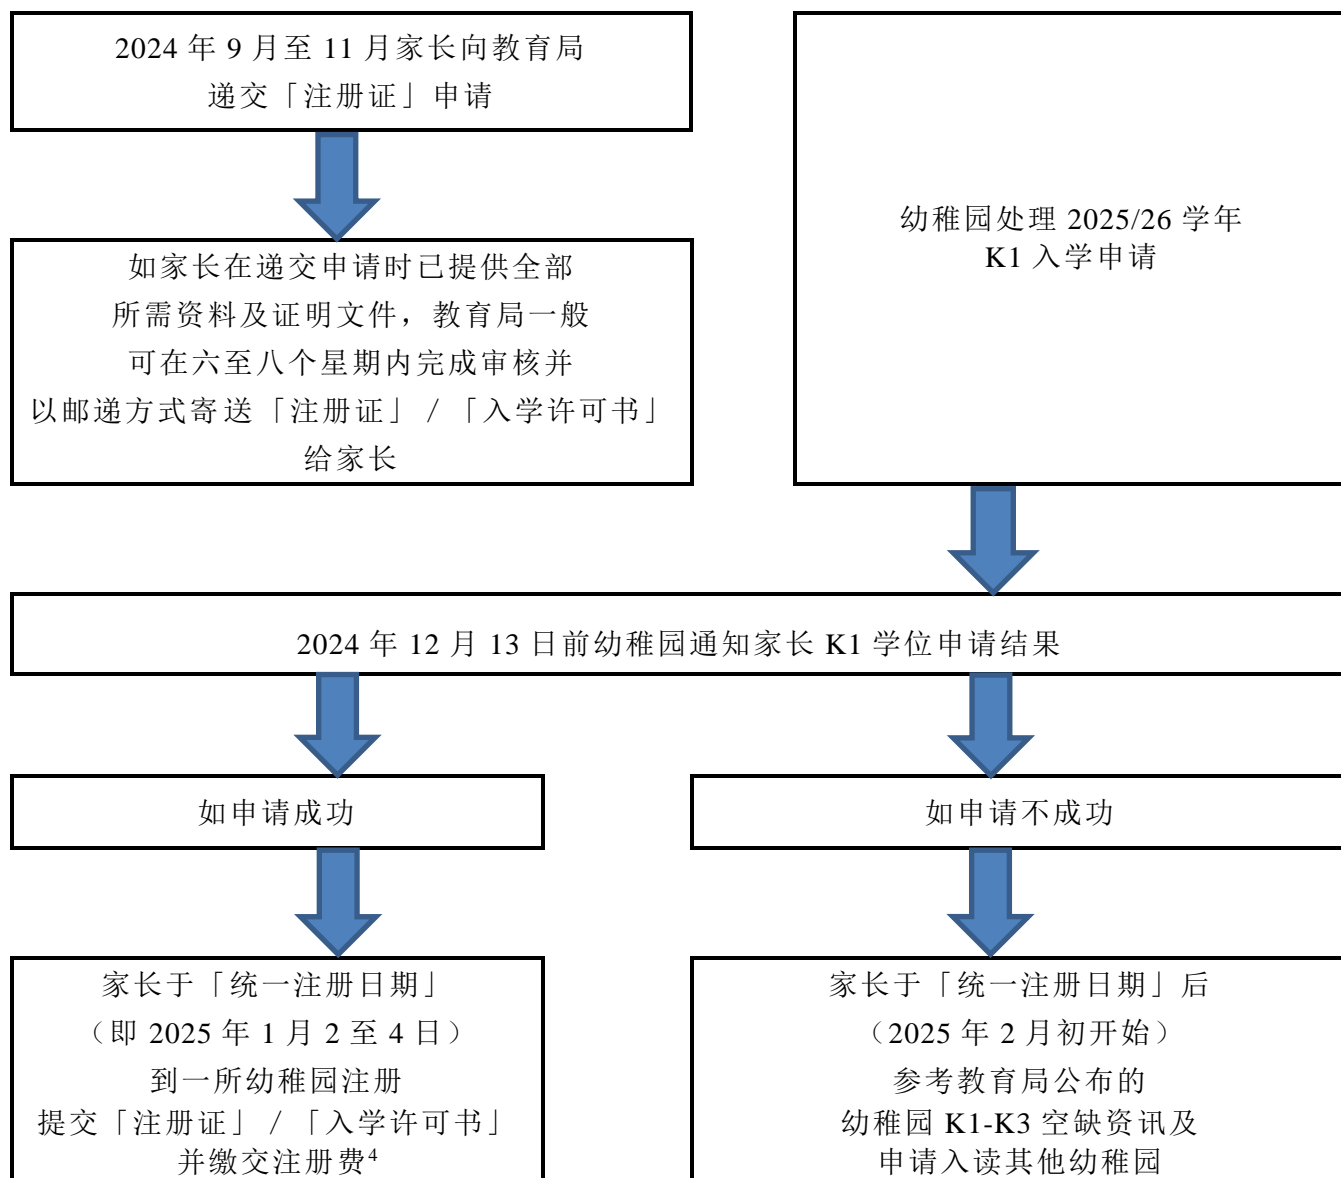 2024 年 9 月至 11 月家长向教育局
递交「注册证」申请
如家长在递交申请时已提供全部
所需资料及证明文件，教育局一般
可在六至八个星期内完成审核并
以邮递方式寄送「注册证」/「入学许可书」
给家长
幼稚园处理 2025/26 学年
K1 入学申请
2024 年 12 月 13 日前幼稚园通知家长 K1 学位申请结果
如申请成功
如申请不成功
家长于「统一注册日期」
（即 2025 年 1 月 2 至 4 日）
到一所幼稚园注册
提交「注册证」/「入学许可书」
并缴交注册费⁴
家长于「统一注册日期」后
（2025 年 2 月初开始）
参考教育局公布的
幼稚园 K1-K3 空缺资讯及
申请入读其他幼稚园